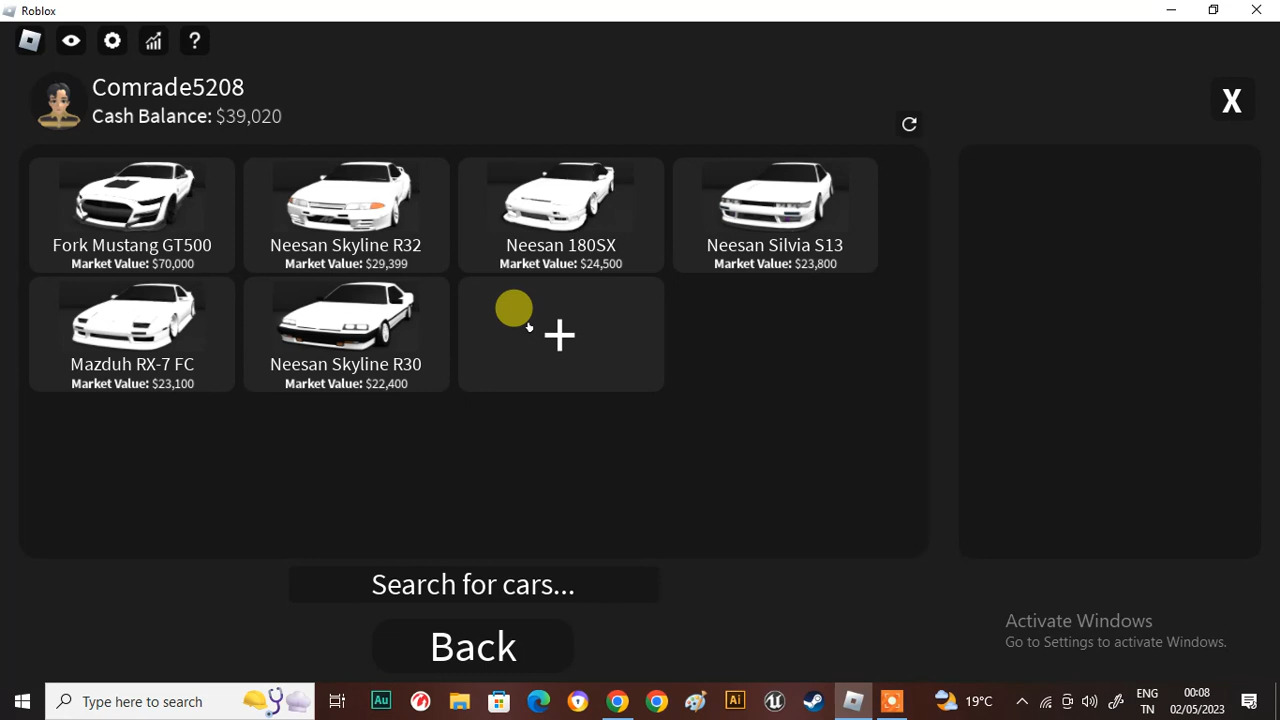 Roblox
?
Comrade5208
Cash Balance: $39,020
X
Fork Mustang GT500
Market Value: $70,000
Neesan Skyline R32
Market Value: $29,399
Neesan 180SX
Market Value: $24,500
Neesan Silvia S13
Market Value: $23,800
Mazduh RX-7 FC
Market Value: $23,100
Neesan Skyline R30
Market Value: $22,400
+
Search for cars...
Back
Activate Windows
Go to Settings to activate Windows.
Type here to search
Au
Ai
19°C
ENG
TN
00:08
02/05/2023